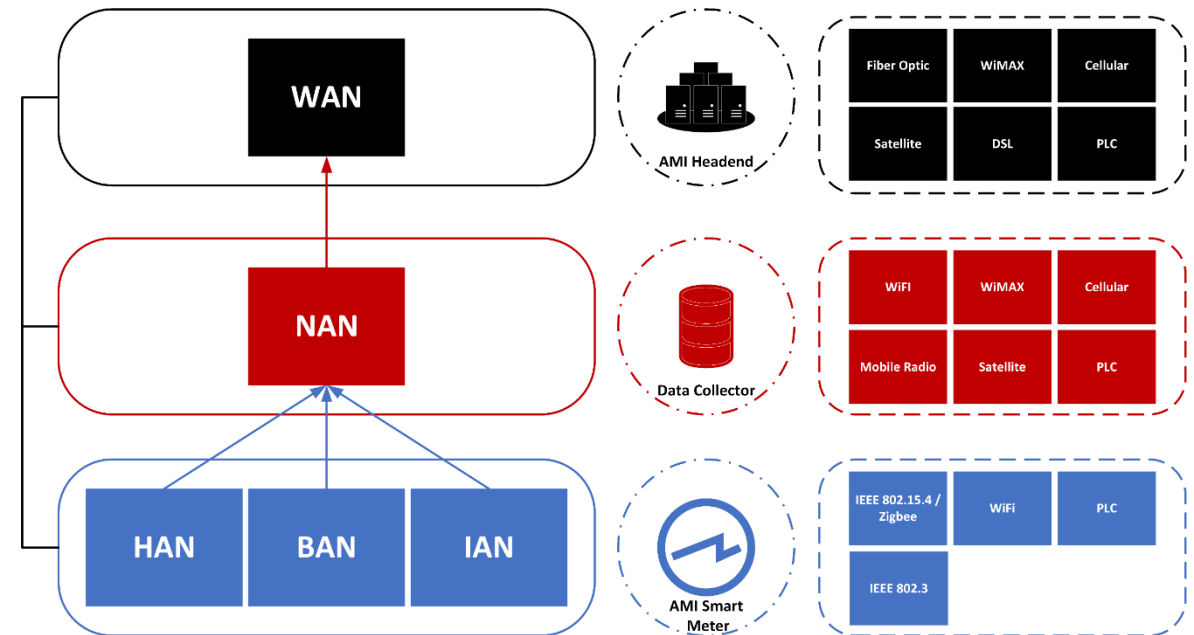 WAN
AMI Headend
Fiber Optic
WiMAX
Cellular
Satellite
DSL
PLC
NAN
Data Collector
WiFI
WiMAX
Cellular
Mobile Radio
Satellite
PLC
HAN
BAN
IAN
AMI Smart
Meter
IEEE 802.15.4 /
Zigbee
WiFi
PLC
IEEE 802.3